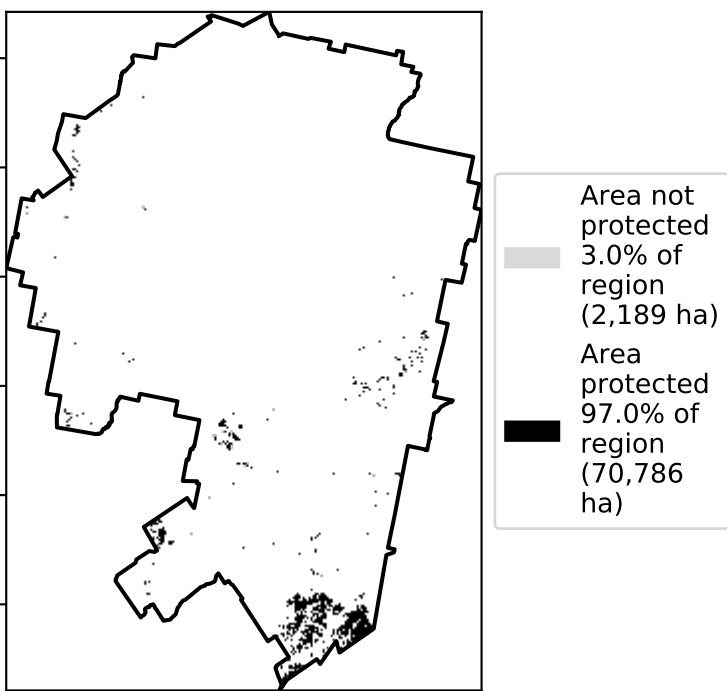 Area not
protected
3.0% of
region
(2,189 ha)
Area
protected
97.0% of
region
(70,786
ha)